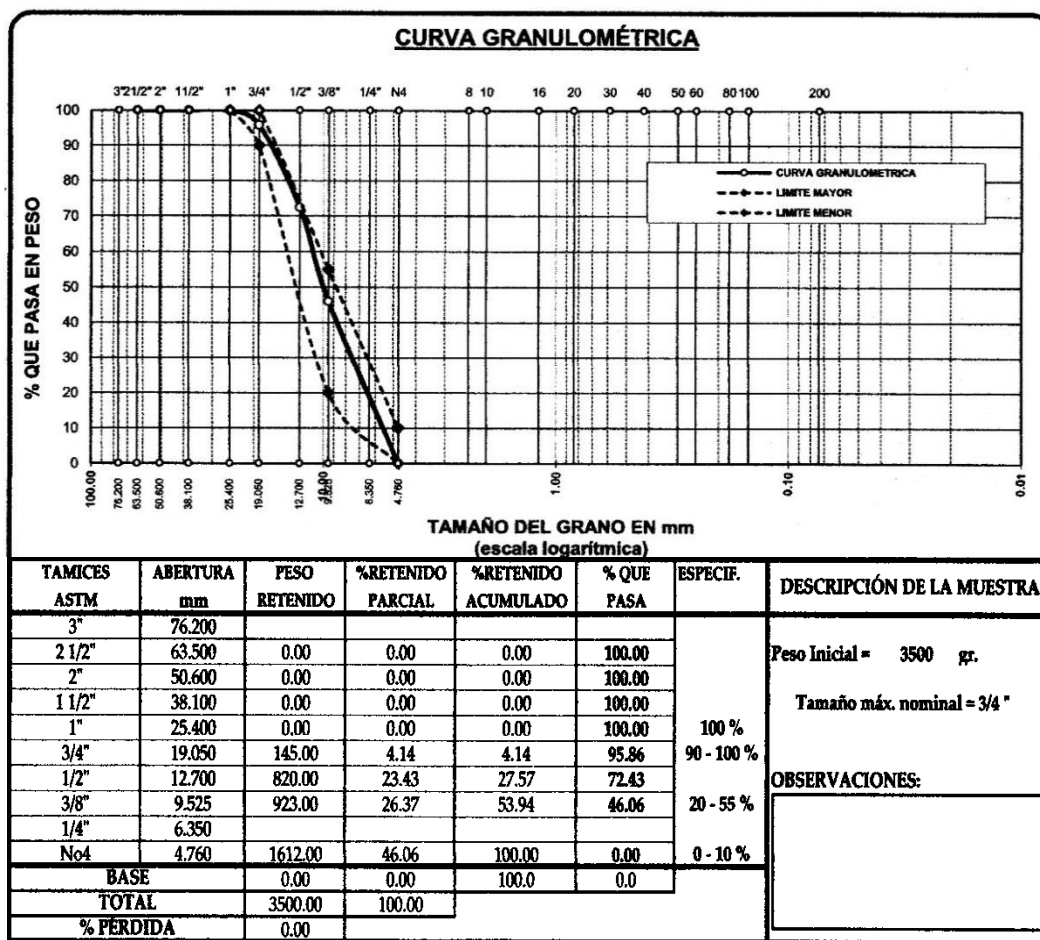 CURVA GRANULOMÉTRICA
3" 2 1/2" 2" 1 1/2" 1" 3/4" 1/2" 3/8" 1/4" N4 8 10 16 20 30 40 50 60 80 100 200
100
90
80
70
60
50
40
30
20
10
0
% QUE PASA EN PESO
CURVA GRANULOMETRICA
LIMITE MAYOR
LIMITE MENOR
100.00 76.200 63.500 50.600 38.100 25.400 19.050 12.700 10.00 9.525 6.350 4.760 1.00 0.10 0.01
TAMAÑO DEL GRANO EN mm
(escala logarítmica)
TAMICES ABERTURA PESO %RETENIDO %RETENIDO % QUE ESPECIF. DESCRIPCIÓN DE LA MUESTRA
ASTM mm RETENIDO PARCIAL ACUMULADO PASA
3" 76.200
2 1/2" 63.500 0.00 0.00 0.00 100.00 Peso Inicial = 3500 gr.
2" 50.600 0.00 0.00 0.00 100.00
1 1/2" 38.100 0.00 0.00 0.00 100.00 Tamaño máx. nominal = 3/4 "
1" 25.400 0.00 0.00 0.00 100.00 100 %
3/4" 19.050 145.00 4.14 4.14 95.86 90 - 100 %
1/2" 12.700 820.00 23.43 27.57 72.43 OBSERVACIONES:
3/8" 9.525 923.00 26.37 53.94 46.06 20 - 55 %
1/4" 6.350
No4 4.760 1612.00 46.06 100.00 0.00 0 - 10 %
BASE 0.00 0.00 100.0 0.0
TOTAL 3500.00 100.00
% PÉRDIDA 0.00